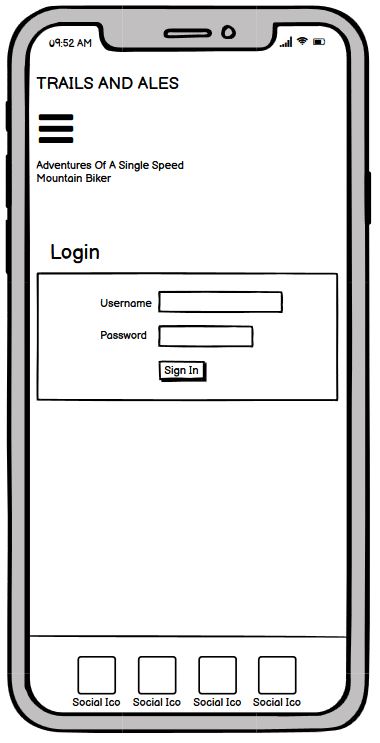 09:52 AM
TRAILS AND ALES
Adventures Of A Single Speed
Mountain Biker
Login
Username
Password
Sign In
Social Ico Social Ico Social Ico Social Ico